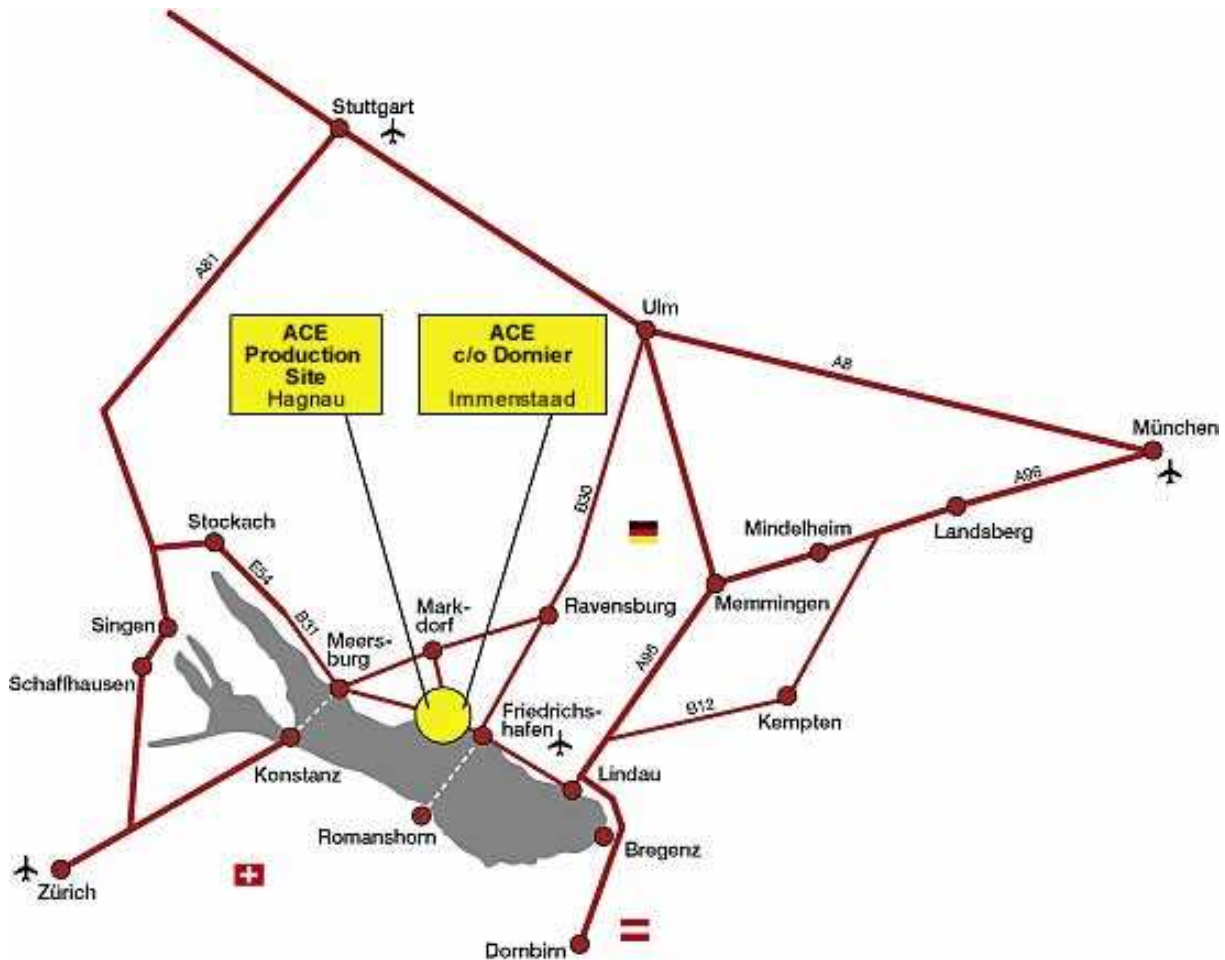 Stuttgart
A81
Ulm
ACE
Production
Site
Hagnau
ACE
c/o Dornier
Immenstaad
A8
München
B30
A96
Landsberg
Mindelheim
Stockach
E54
B31
Mark-
dorf
Ravensburg
Memmingen
Singen
Meers-
burg
A96
Schaffhausen
Friedrichs-
hafen
B12
Kempten
Konstanz
Lindau
Romanshorn
Bregenz
Zürich
Dornbirn